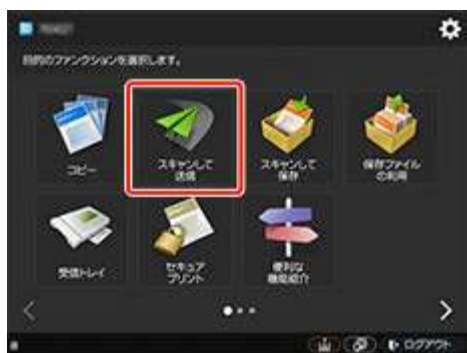 目的のファンクションを選択します。
コピー
スキャンして
送信
スキャンして
保存
保存ファイル
の利用
受信トレイ
セキュア
プリント
便利な
機能紹介
ログアウト